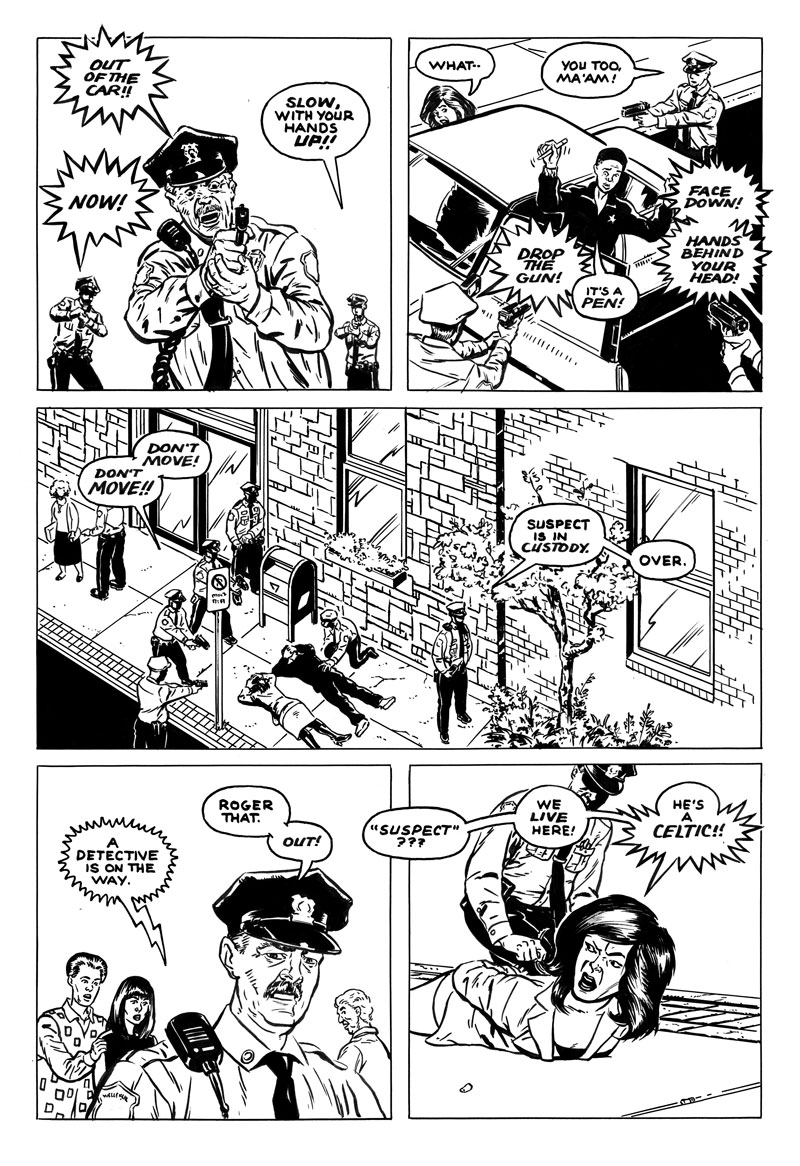 OUT
OF THE
CAR!!
SLOW,
WITH YOUR
HANDS
UP!!
NOW!
WHAT--
YOU TOO,
MA'AM!
DROP
THE
GUN!
IT'S A
PEN!
FACE
DOWN!
HANDS
BEHIND
YOUR
HEAD!
DON'T
MOVE!
DON'T
MOVE!!
SUSPECT
IS IN
CUSTODY.
OVER.
A
DETECTIVE
IS ON THE
WAY.
ROGER
THAT.
OUT!
"SUSPECT"
???
WE
LIVE
HERE!
HE'S
A
CELTIC!!